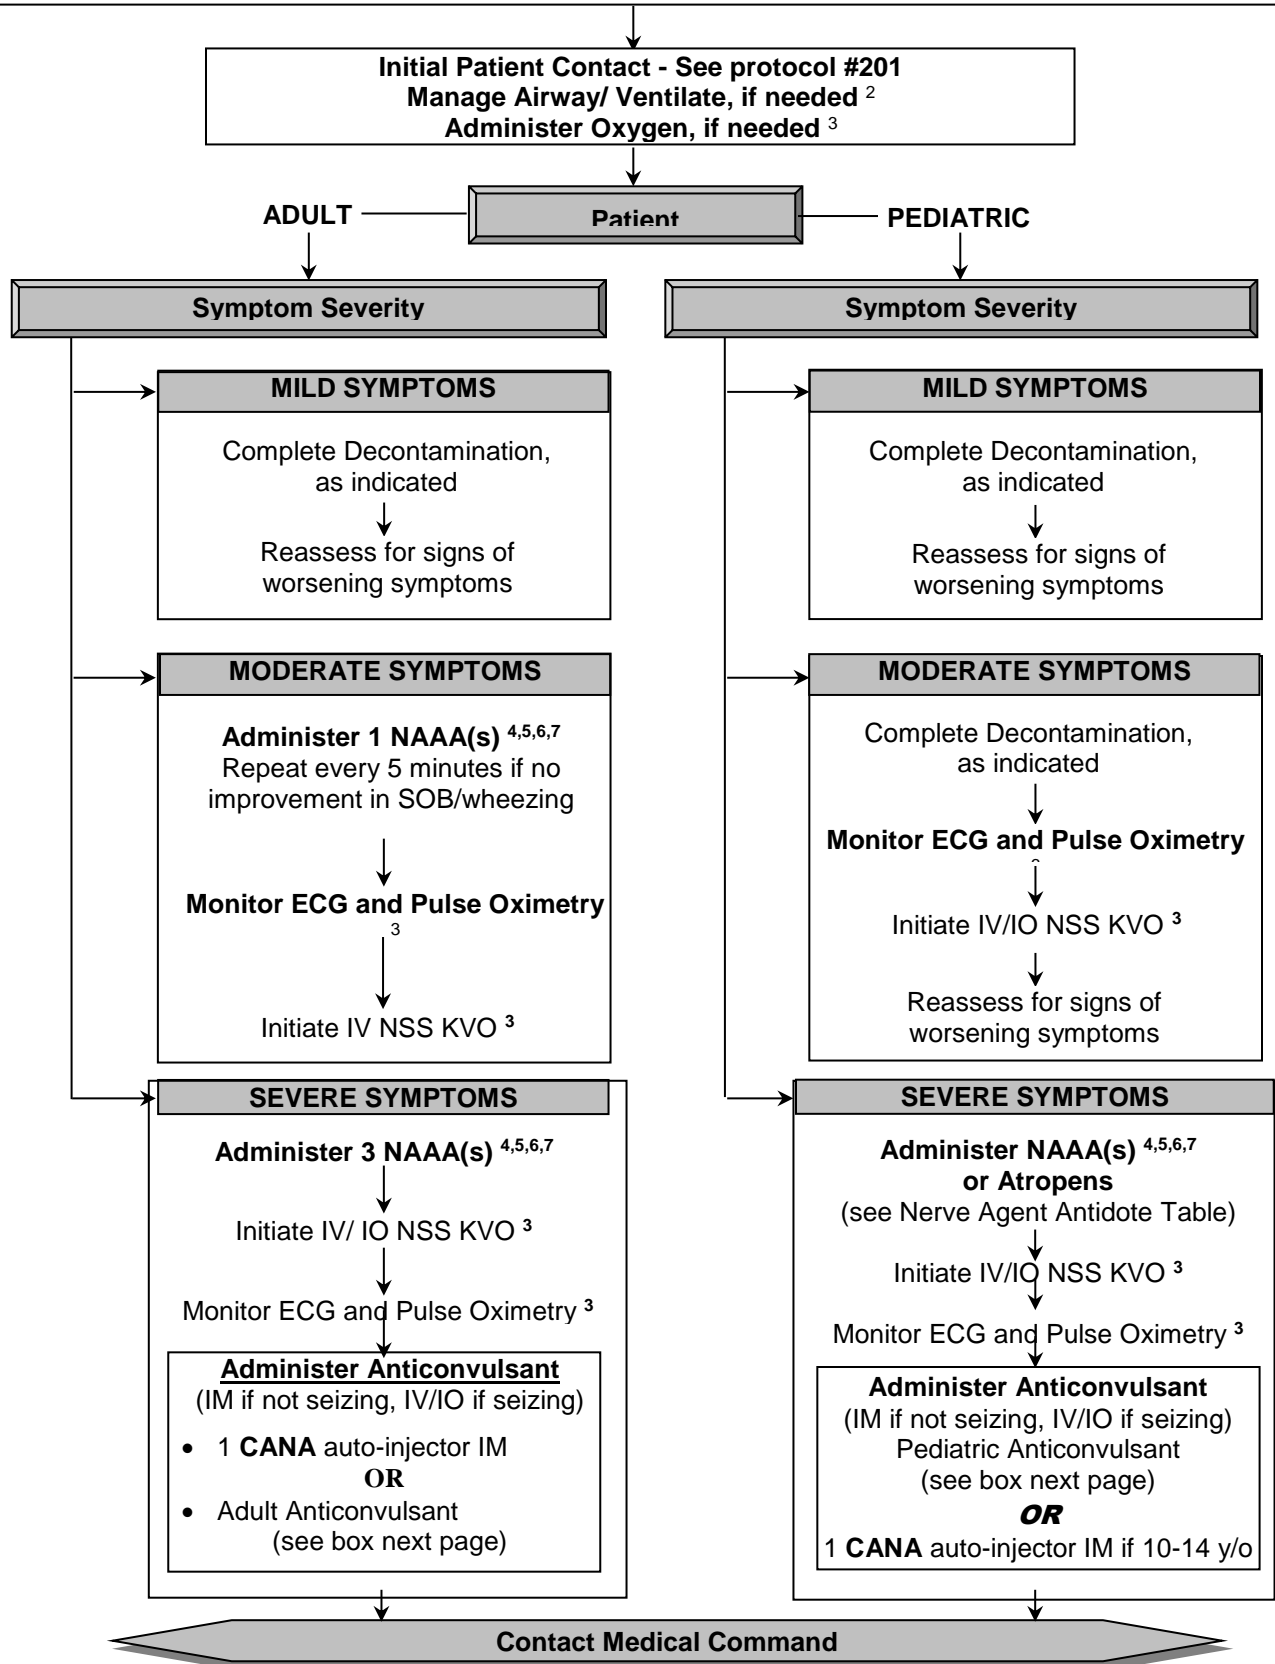 Initial Patient Contact - See protocol #201
Manage Airway/ Ventilate, if needed 2
Administer Oxygen, if needed 3
ADULT
Patient
PEDIATRIC
Symptom Severity
MILD SYMPTOMS
Complete Decontamination,
as indicated
Reassess for signs of
worsening symptoms
MODERATE SYMPTOMS
Administer 1 NAAA(s) 4,5,6,7
Repeat every 5 minutes if no
improvement in SOB/wheezing
Monitor ECG and Pulse Oximetry
3
Initiate IV NSS KVO 3
SEVERE SYMPTOMS
Administer 3 NAAA(s) 4,5,6,7
Initiate IV/ IO NSS KVO 3
Monitor ECG and Pulse Oximetry 3
Administer Anticonvulsant
(IM if not seizing, IV/IO if seizing)
• 1 CANA auto-injector IM
OR
• Adult Anticonvulsant
(see box next page)
Symptom Severity
MILD SYMPTOMS
Complete Decontamination,
as indicated
Reassess for signs of
worsening symptoms
MODERATE SYMPTOMS
Complete Decontamination,
as indicated
Monitor ECG and Pulse Oximetry
Initiate IV/IO NSS KVO 3
Reassess for signs of
worsening symptoms
SEVERE SYMPTOMS
Administer NAAA(s) 4,5,6,7
or Atropens
(see Nerve Agent Antidote Table)
Initiate IV/IO NSS KVO 3
Monitor ECG and Pulse Oximetry 3
Administer Anticonvulsant
(IM if not seizing, IV/IO if seizing)
Pediatric Anticonvulsant
(see box next page)
OR
1 CANA auto-injector IM if 10-14 y/o
Contact Medical Command